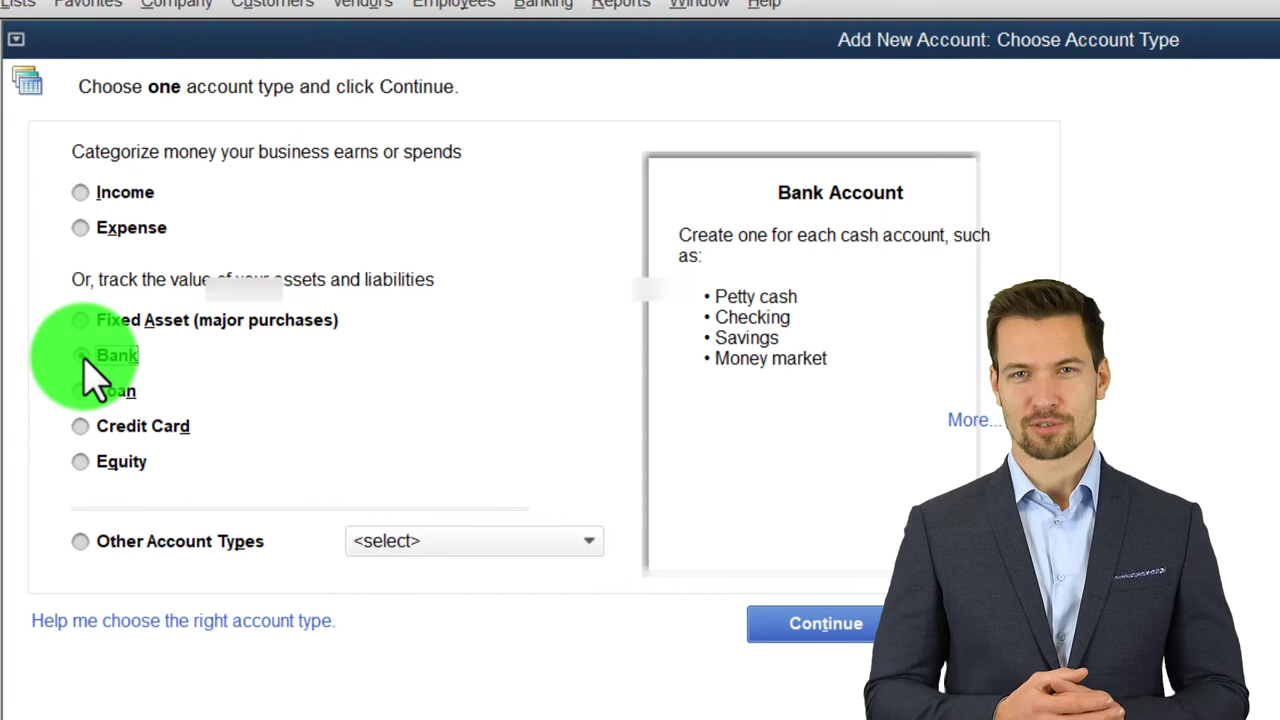 Lists Favorites Company Customers Vendors Employees Banking Reports Window Help
Add New Account: Choose Account Type
Choose one account type and click Continue.
Categorize money your business earns or spends
Income
Expense
Or, track the value of your assets and liabilities
Fixed Asset (major purchases)
Bank
Loan
Credit Card
Equity
Other Account Types <select>
Help me choose the right account type.
Bank Account
Create one for each cash account, such
as:
• Petty cash
• Checking
• Savings
• Money market
More...
Continue